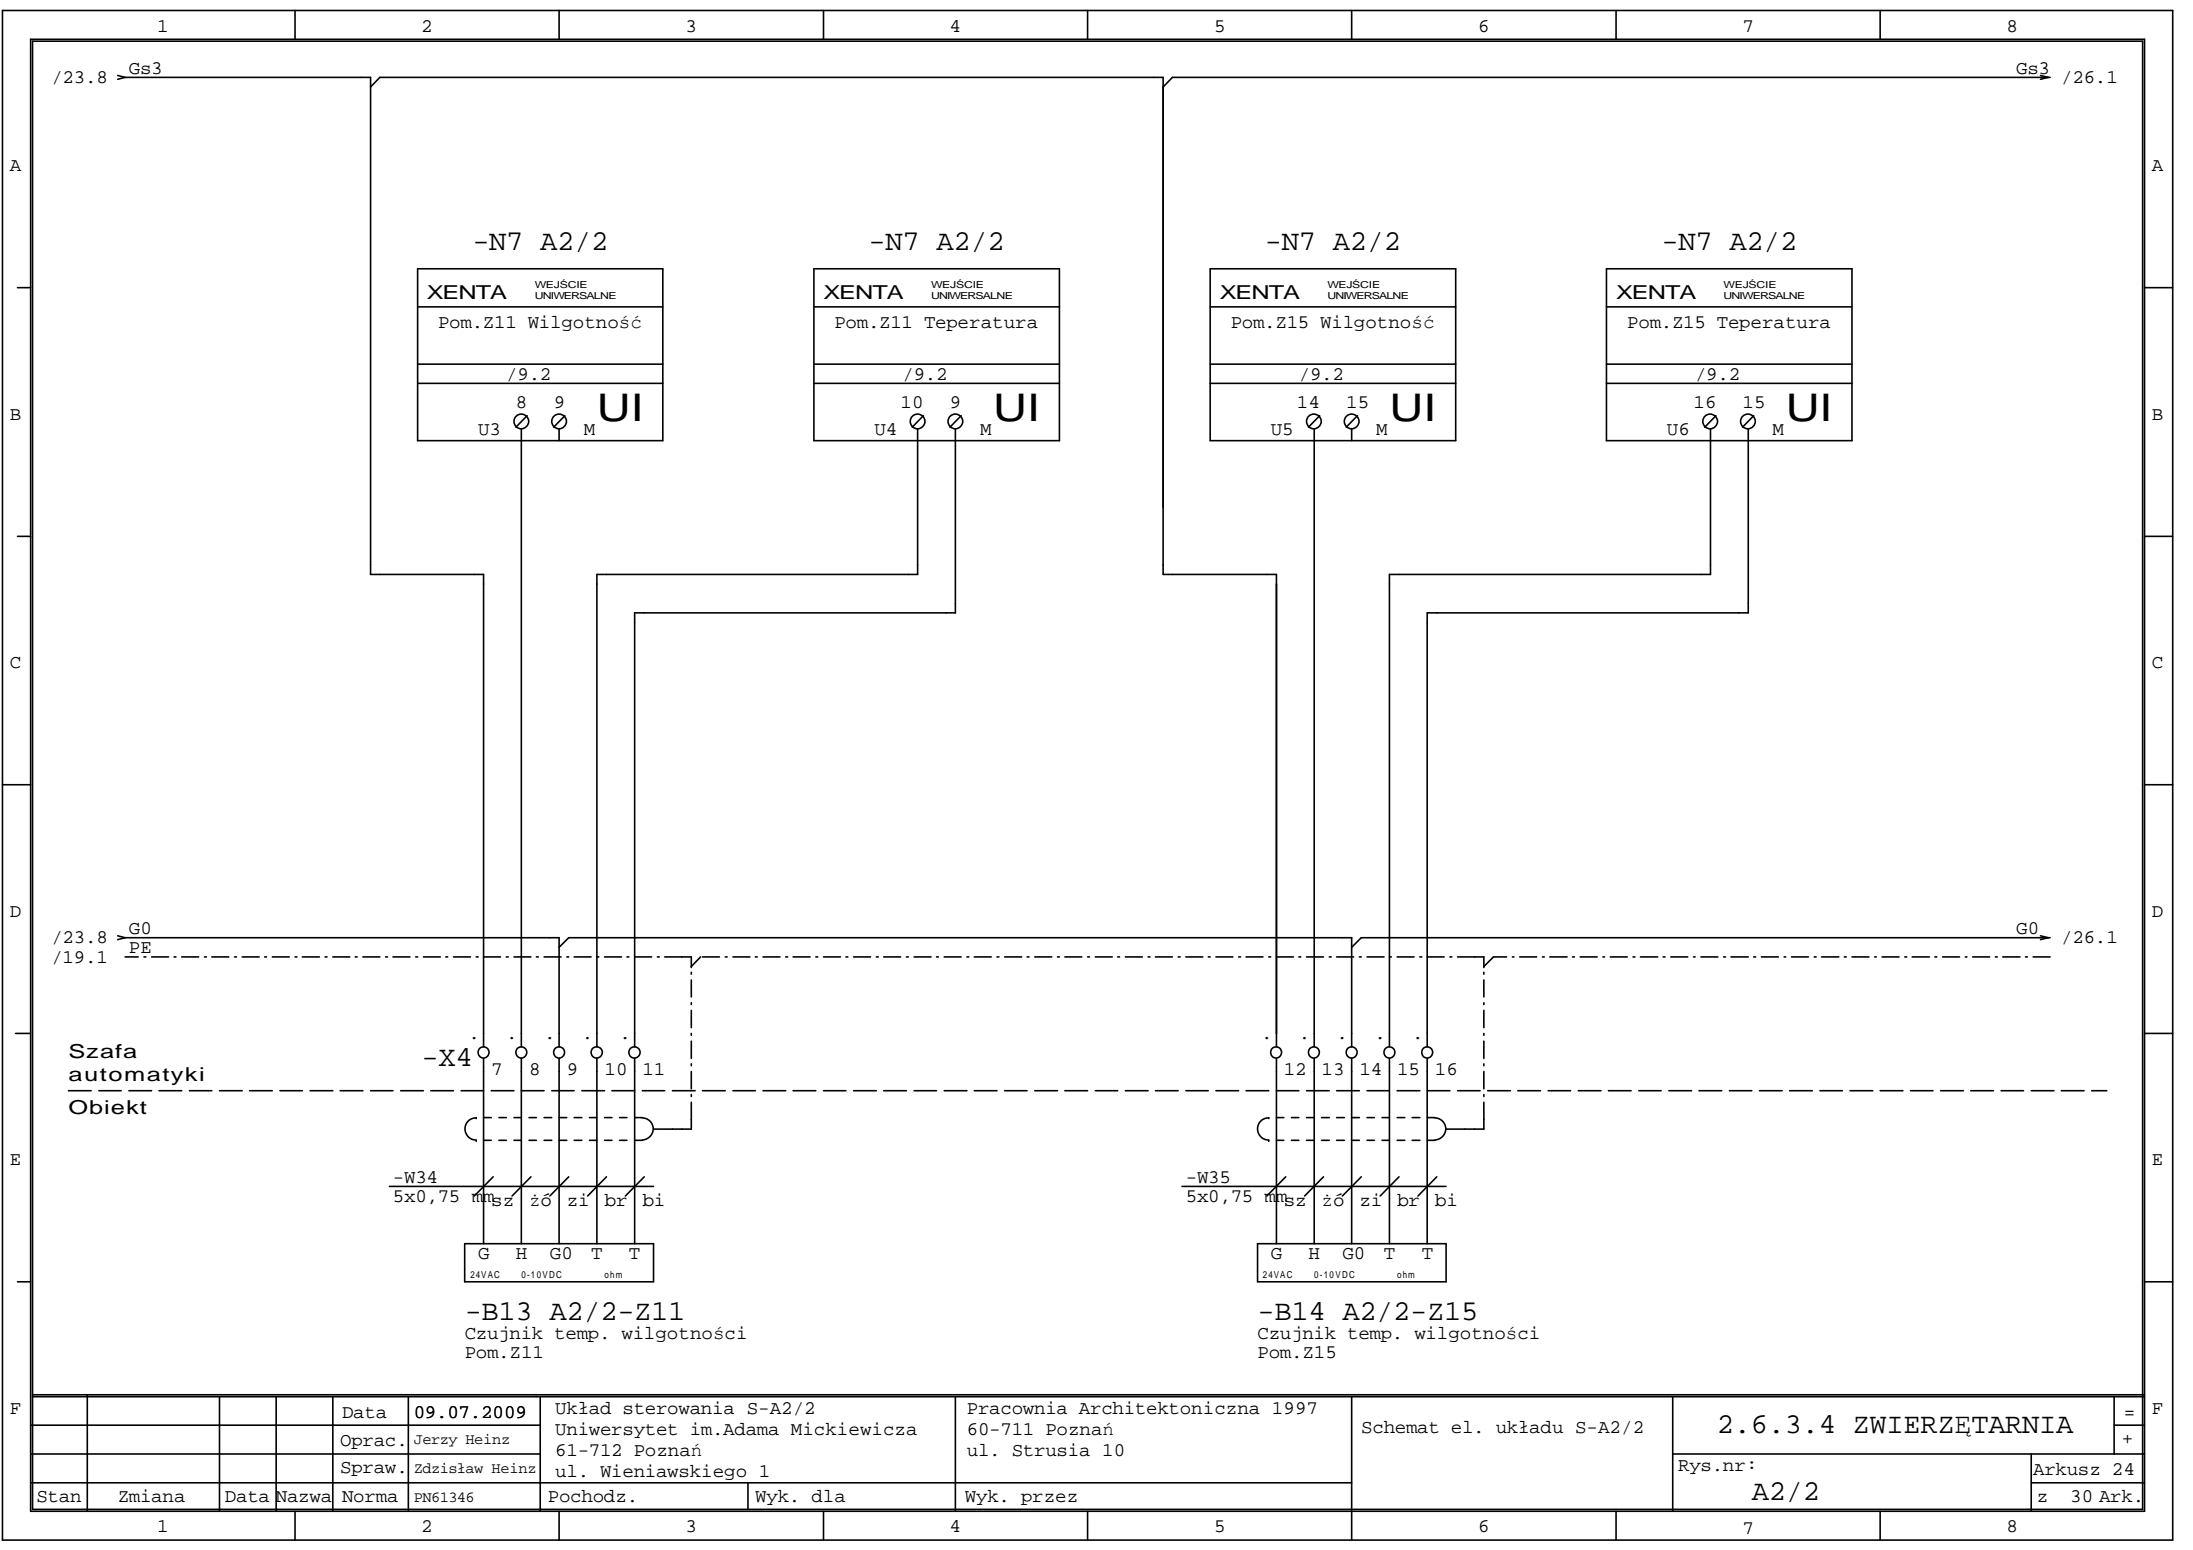 1 2 3 4 5 6 7 8
/23.8 Gs3 Gs3 /26.1
A A
-N7 A2/2 -N7 A2/2 -N7 A2/2 -N7 A2/2
XENTA WEJŚCIE UNIWERSALNE
Pom.Z11 Wilgotność
/9.2
8 9 UI
U3 M
XENTA WEJŚCIE UNIWERSALNE
Pom.Z11 Teperatura
/9.2
10 9 UI
U4 M
XENTA WEJŚCIE UNIWERSALNE
Pom.Z15 Wilgotność
/9.2
14 15 UI
U5 M
XENTA WEJŚCIE UNIWERSALNE
Pom.Z15 Teperatura
/9.2
16 15 UI
U6 M
B B
C C
D D
/23.8 G0 G0 /26.1
/19.1 PE
Szafa
automatyki
Obiekt
-X4 7 8 9 10 11 12 13 14 15 16
E E
-W34
5x0,75 mm sz żó zi br bi
-W35
5x0,75 mm sz żó zi br bi
G H G0 T T
24VAC 0-10VDC ohm
G H G0 T T
24VAC 0-10VDC ohm
-B13 A2/2-Z11
Czujnik temp. wilgotności
Pom.Z11
-B14 A2/2-Z15
Czujnik temp. wilgotności
Pom.Z15
F F
Data 09.07.2009
Oprac. Jerzy Heinz
Spraw. Zdzisław Heinz
Stan Zmiana Data Nazwa Norma PN61346
Układ sterowania S-A2/2
Uniwersytet im.Adama Mickiewicza
61-712 Poznań
ul. Wieniawskiego 1
Pochodz. Wyk. dla Wyk. przez
Pracownia Architektoniczna 1997
60-711 Poznań
ul. Strusia 10
Schemat el. układu S-A2/2
2.6.3.4 ZWIERZĘTARNIA
=
+
Rys.nr:
A2/2
Arkusz 24
z 30 Ark.
1 2 3 4 5 6 7 8